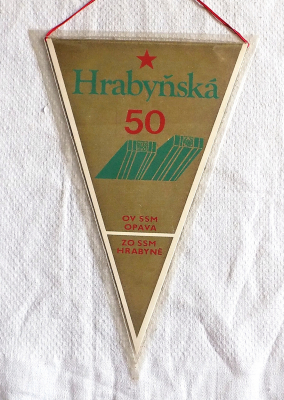 Hrabyňská
50
OV SSM
OPAVA
ZO SSM
HRABYNĚ